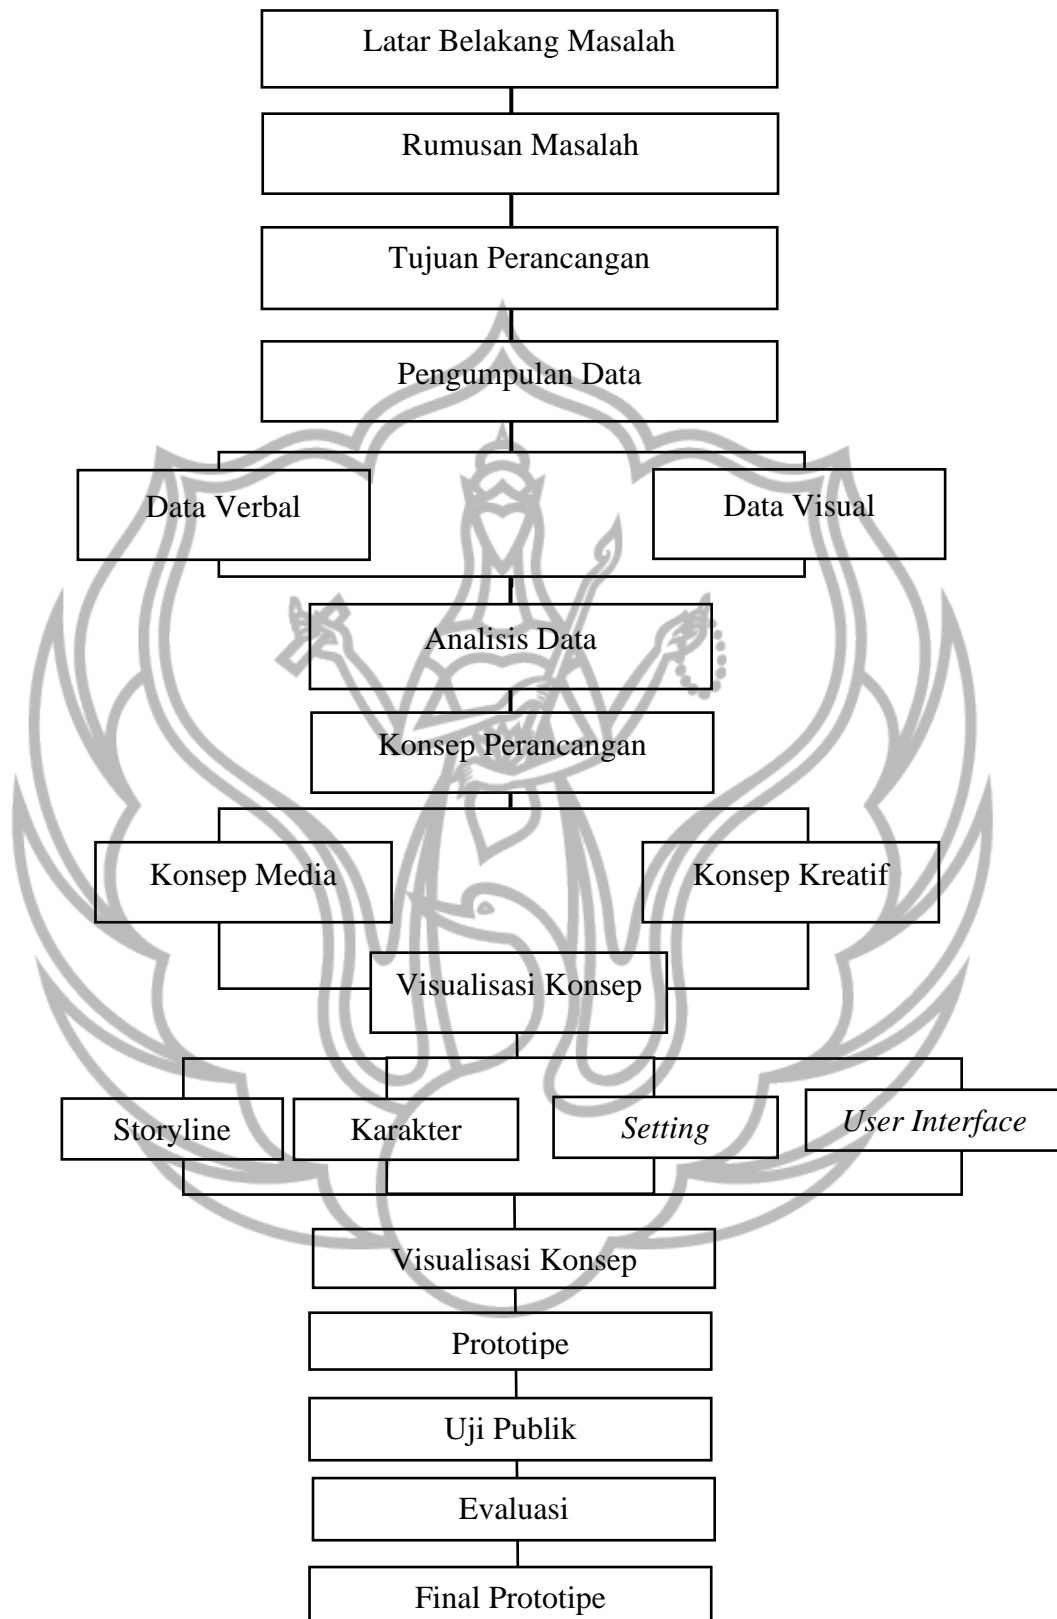 Latar Belakang Masalah
Rumusan Masalah
Tujuan Perancangan
Pengumpulan Data
Data Verbal
Data Visual
Analisis Data
Konsep Perancangan
Konsep Media
Konsep Kreatif
Visualisasi Konsep
Storyline
Karakter
Setting
User Interface
Visualisasi Konsep
Prototipe
Uji Publik
Evaluasi
Final Prototipe